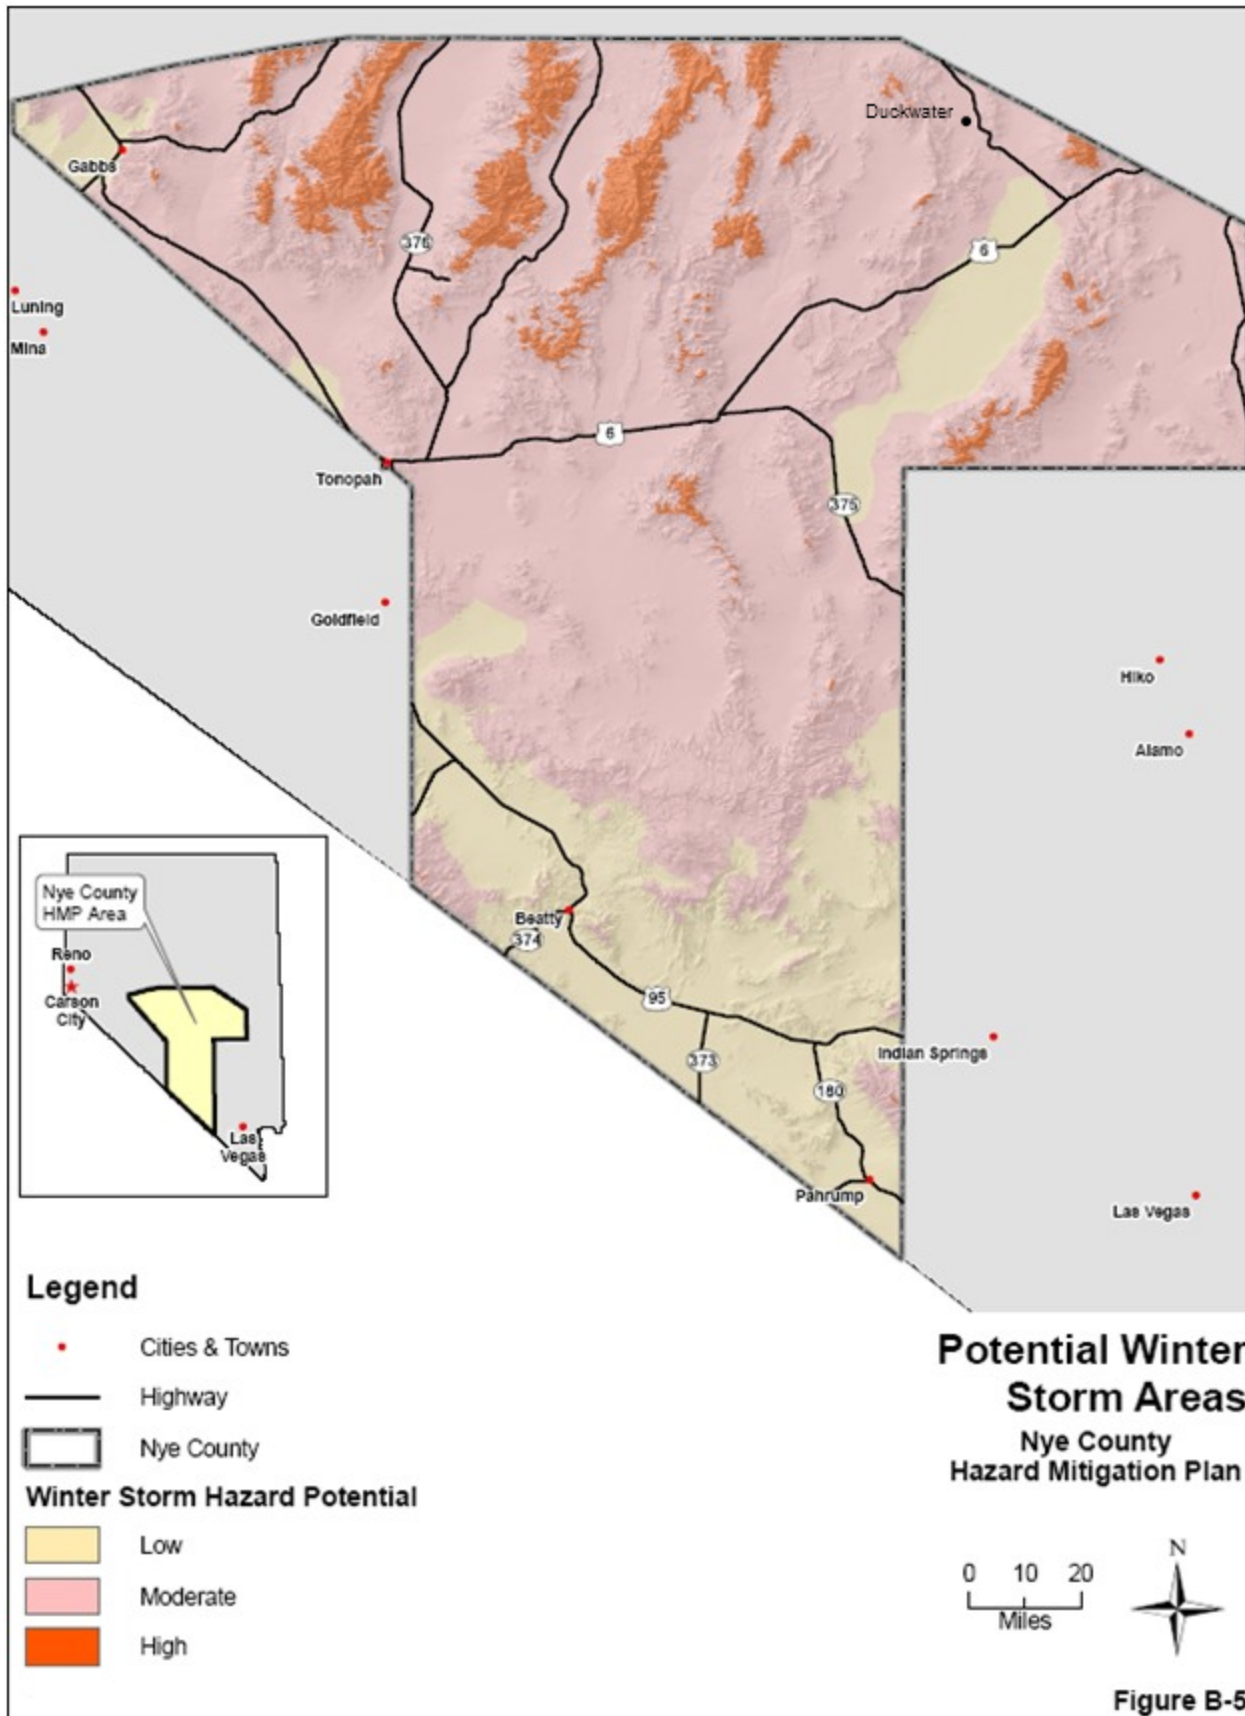 Duckwater
Gabbs
376
6
Luning
Mina
6
Tonopah
375
Goldfield
Hiko
Alamo
Nye County
HMP Area
Reno
Carson
City
Las
Vegas
Beatty
374
95
373
Indian Springs
160
Pahrump
Las Vegas
Legend
Cities & Towns
Highway
Nye County
Winter Storm Hazard Potential
Low
Moderate
High
Potential Winter
Storm Areas
Nye County
Hazard Mitigation Plan
N
0 10 20
Miles
Figure B-5